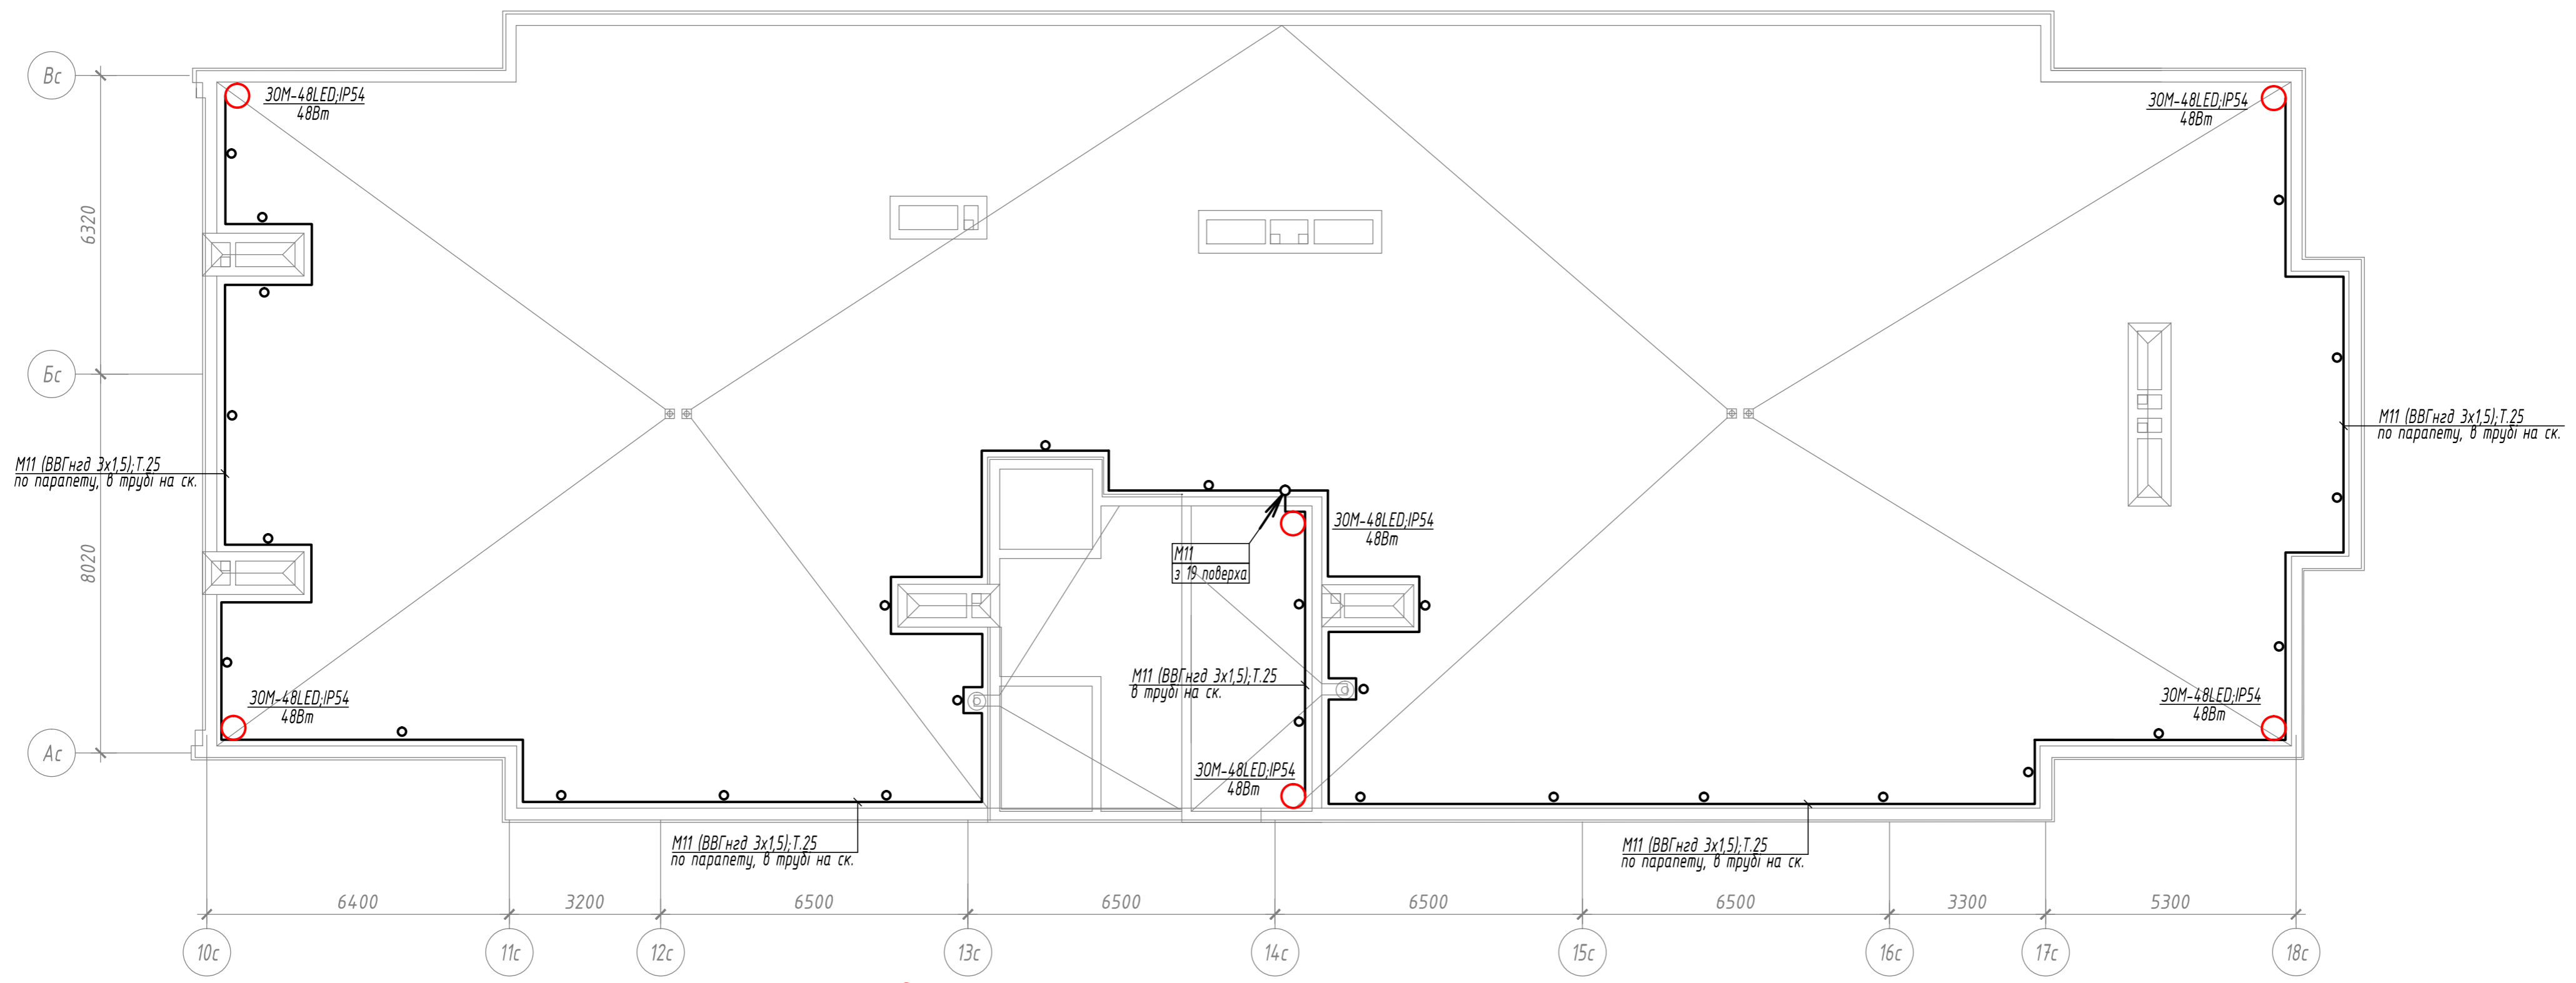 Вс
ЗОМ-48LED;IP54
48Вт
ЗОМ-48LED;IP54
48Вт
6320
Бс
М11 (ВВГнгд 3х1,5);Т.25
по парапету, в трубі на ск.
М11 (ВВГнгд 3х1,5);Т.25
по парапету, в трубі на ск.
ЗОМ-48LED;IP54
48Вт
М11
з 19 поверха
8020
М11 (ВВГнгд 3х1,5);Т.25
в трубі на ск.
ЗОМ-48LED;IP54
48Вт
ЗОМ-48LED;IP54
48Вт
Ас
ЗОМ-48LED;IP54
48Вт
М11 (ВВГнгд 3х1,5);Т.25
по парапету, в трубі на ск.
М11 (ВВГнгд 3х1,5);Т.25
по парапету, в трубі на ск.
6400
3200
6500
6500
6500
6500
3300
5300
10с
11с
12с
13с
14с
15с
16с
17с
18с